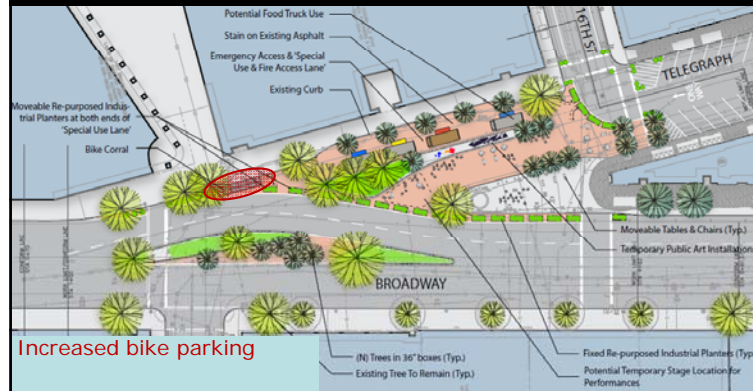 Potential Food Truck Use
Stain on Existing Asphalt
Emergency Access & 'Special
Use & Fire Access Lane'
Existing Curb
Moveable Re-purposed Indus-
trial Planters at both ends of
'Special Use Lane'
Bike Corral
16TH ST
TELEGRAPH
Moveable Tables & Chairs (Typ.)
Temporary Public Art Installation
BROADWAY
Increased bike parking
(N) Trees in 36" boxes (Typ.)
Existing Tree To Remain (Typ.)
Fixed Re-purposed Industrial Planters (Typ
Potential Temporary Stage Location for
Performances